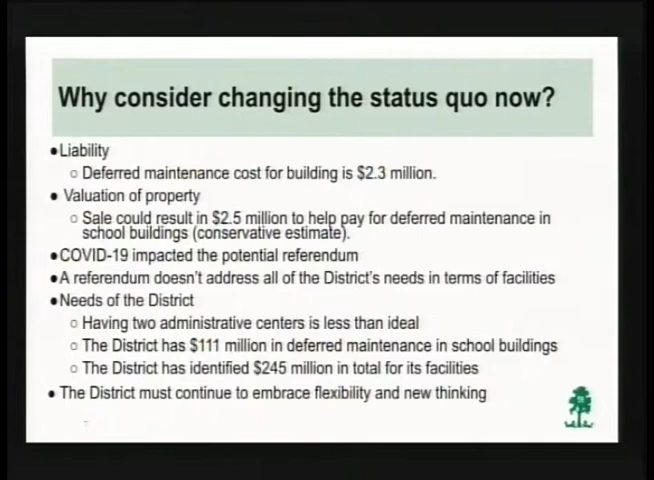 Why consider changing the status quo now?
●Liability
○ Deferred maintenance cost for building is $2.3 million.
● Valuation of property
○ Sale could result in $2.5 million to help pay for deferred maintenance in
school buildings (conservative estimate).
●COVID-19 impacted the potential referendum
●A referendum doesn't address all of the District's needs in terms of facilities
●Needs of the District
○ Having two administrative centers is less than ideal
○ The District has $111 million in deferred maintenance in school buildings
○ The District has identified $245 million in total for its facilities
● The District must continue to embrace flexibility and new thinking